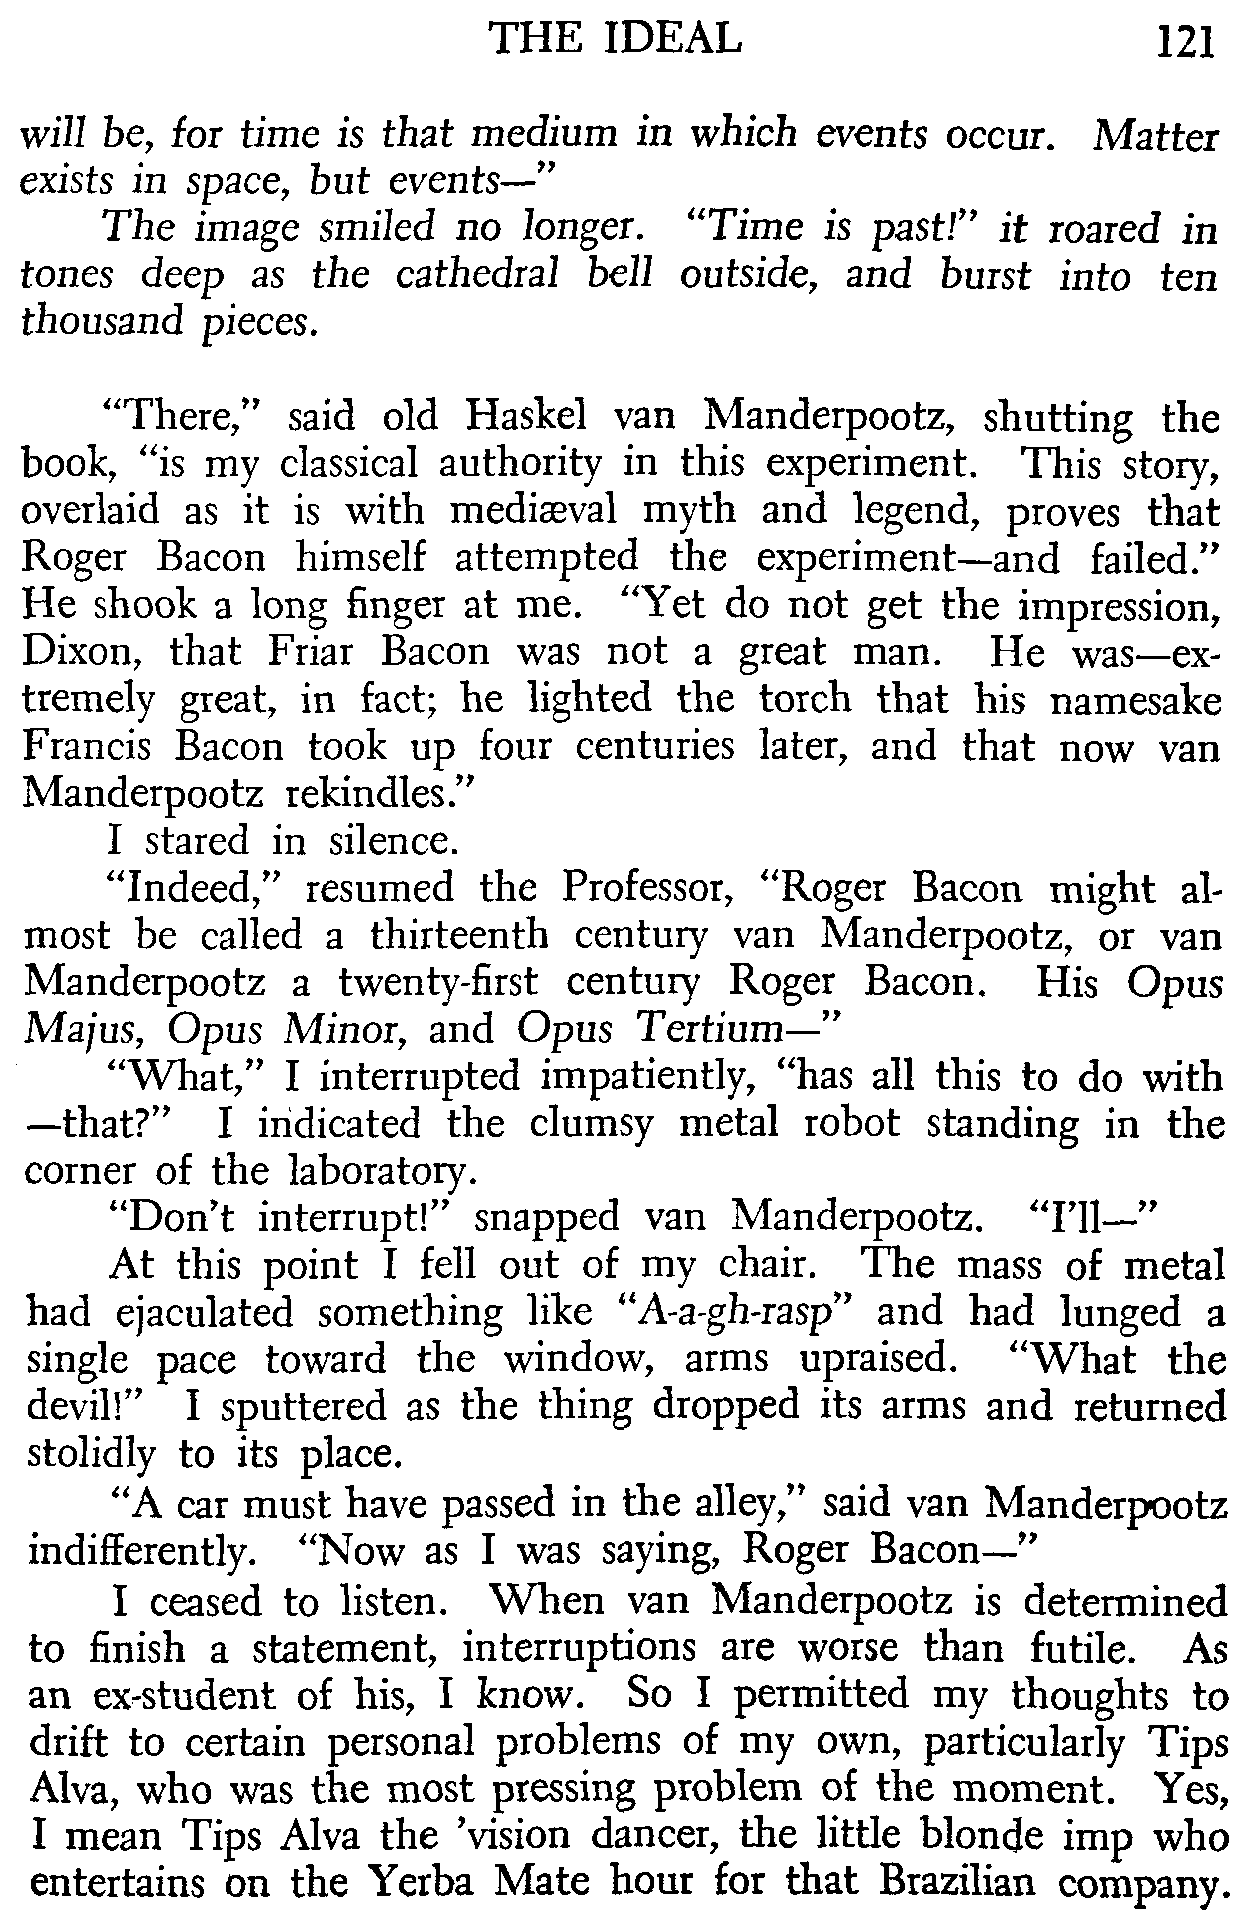 THE IDEAL 121
will be, for time is that medium in which events occur. Matter
exists in space, but events—”
The image smiled no longer. “Time is past!” it roared in
tones deep as the cathedral bell outside, and burst into ten
thousand pieces.
“There,” said old Haskel van Manderpootz, shutting the
book, “is my classical authority in this experiment. This story,
overlaid as it is with mediæval myth and legend, proves that
Roger Bacon himself attempted the experiment—and failed.”
He shook a long finger at me. “Yet do not get the impression,
Dixon, that Friar Bacon was not a great man. He was—ex-
tremely great, in fact; he lighted the torch that his namesake
Francis Bacon took up four centuries later, and that now van
Manderpootz rekindles.”
I stared in silence.
“Indeed,” resumed the Professor, “Roger Bacon might al-
most be called a thirteenth century van Manderpootz, or van
Manderpootz a twenty-first century Roger Bacon. His Opus
Majus, Opus Minor, and Opus Tertium—”
“What,” I interrupted impatiently, “has all this to do with
—that?” I indicated the clumsy metal robot standing in the
corner of the laboratory.
“Don’t interrupt!” snapped van Manderpootz. “I’ll—”
At this point I fell out of my chair. The mass of metal
had ejaculated something like “A-a-gh-rasp” and had lunged a
single pace toward the window, arms upraised. “What the
devil!” I sputtered as the thing dropped its arms and returned
stolidly to its place.
“A car must have passed in the alley,” said van Manderpootz
indifferently. “Now as I was saying, Roger Bacon—”
I ceased to listen. When van Manderpootz is determined
to finish a statement, interruptions are worse than futile. As
an ex-student of his, I know. So I permitted my thoughts to
drift to certain personal problems of my own, particularly Tips
Alva, who was the most pressing problem of the moment. Yes,
I mean Tips Alva the ’vision dancer, the little blonde imp who
entertains on the Yerba Mate hour for that Brazilian company.